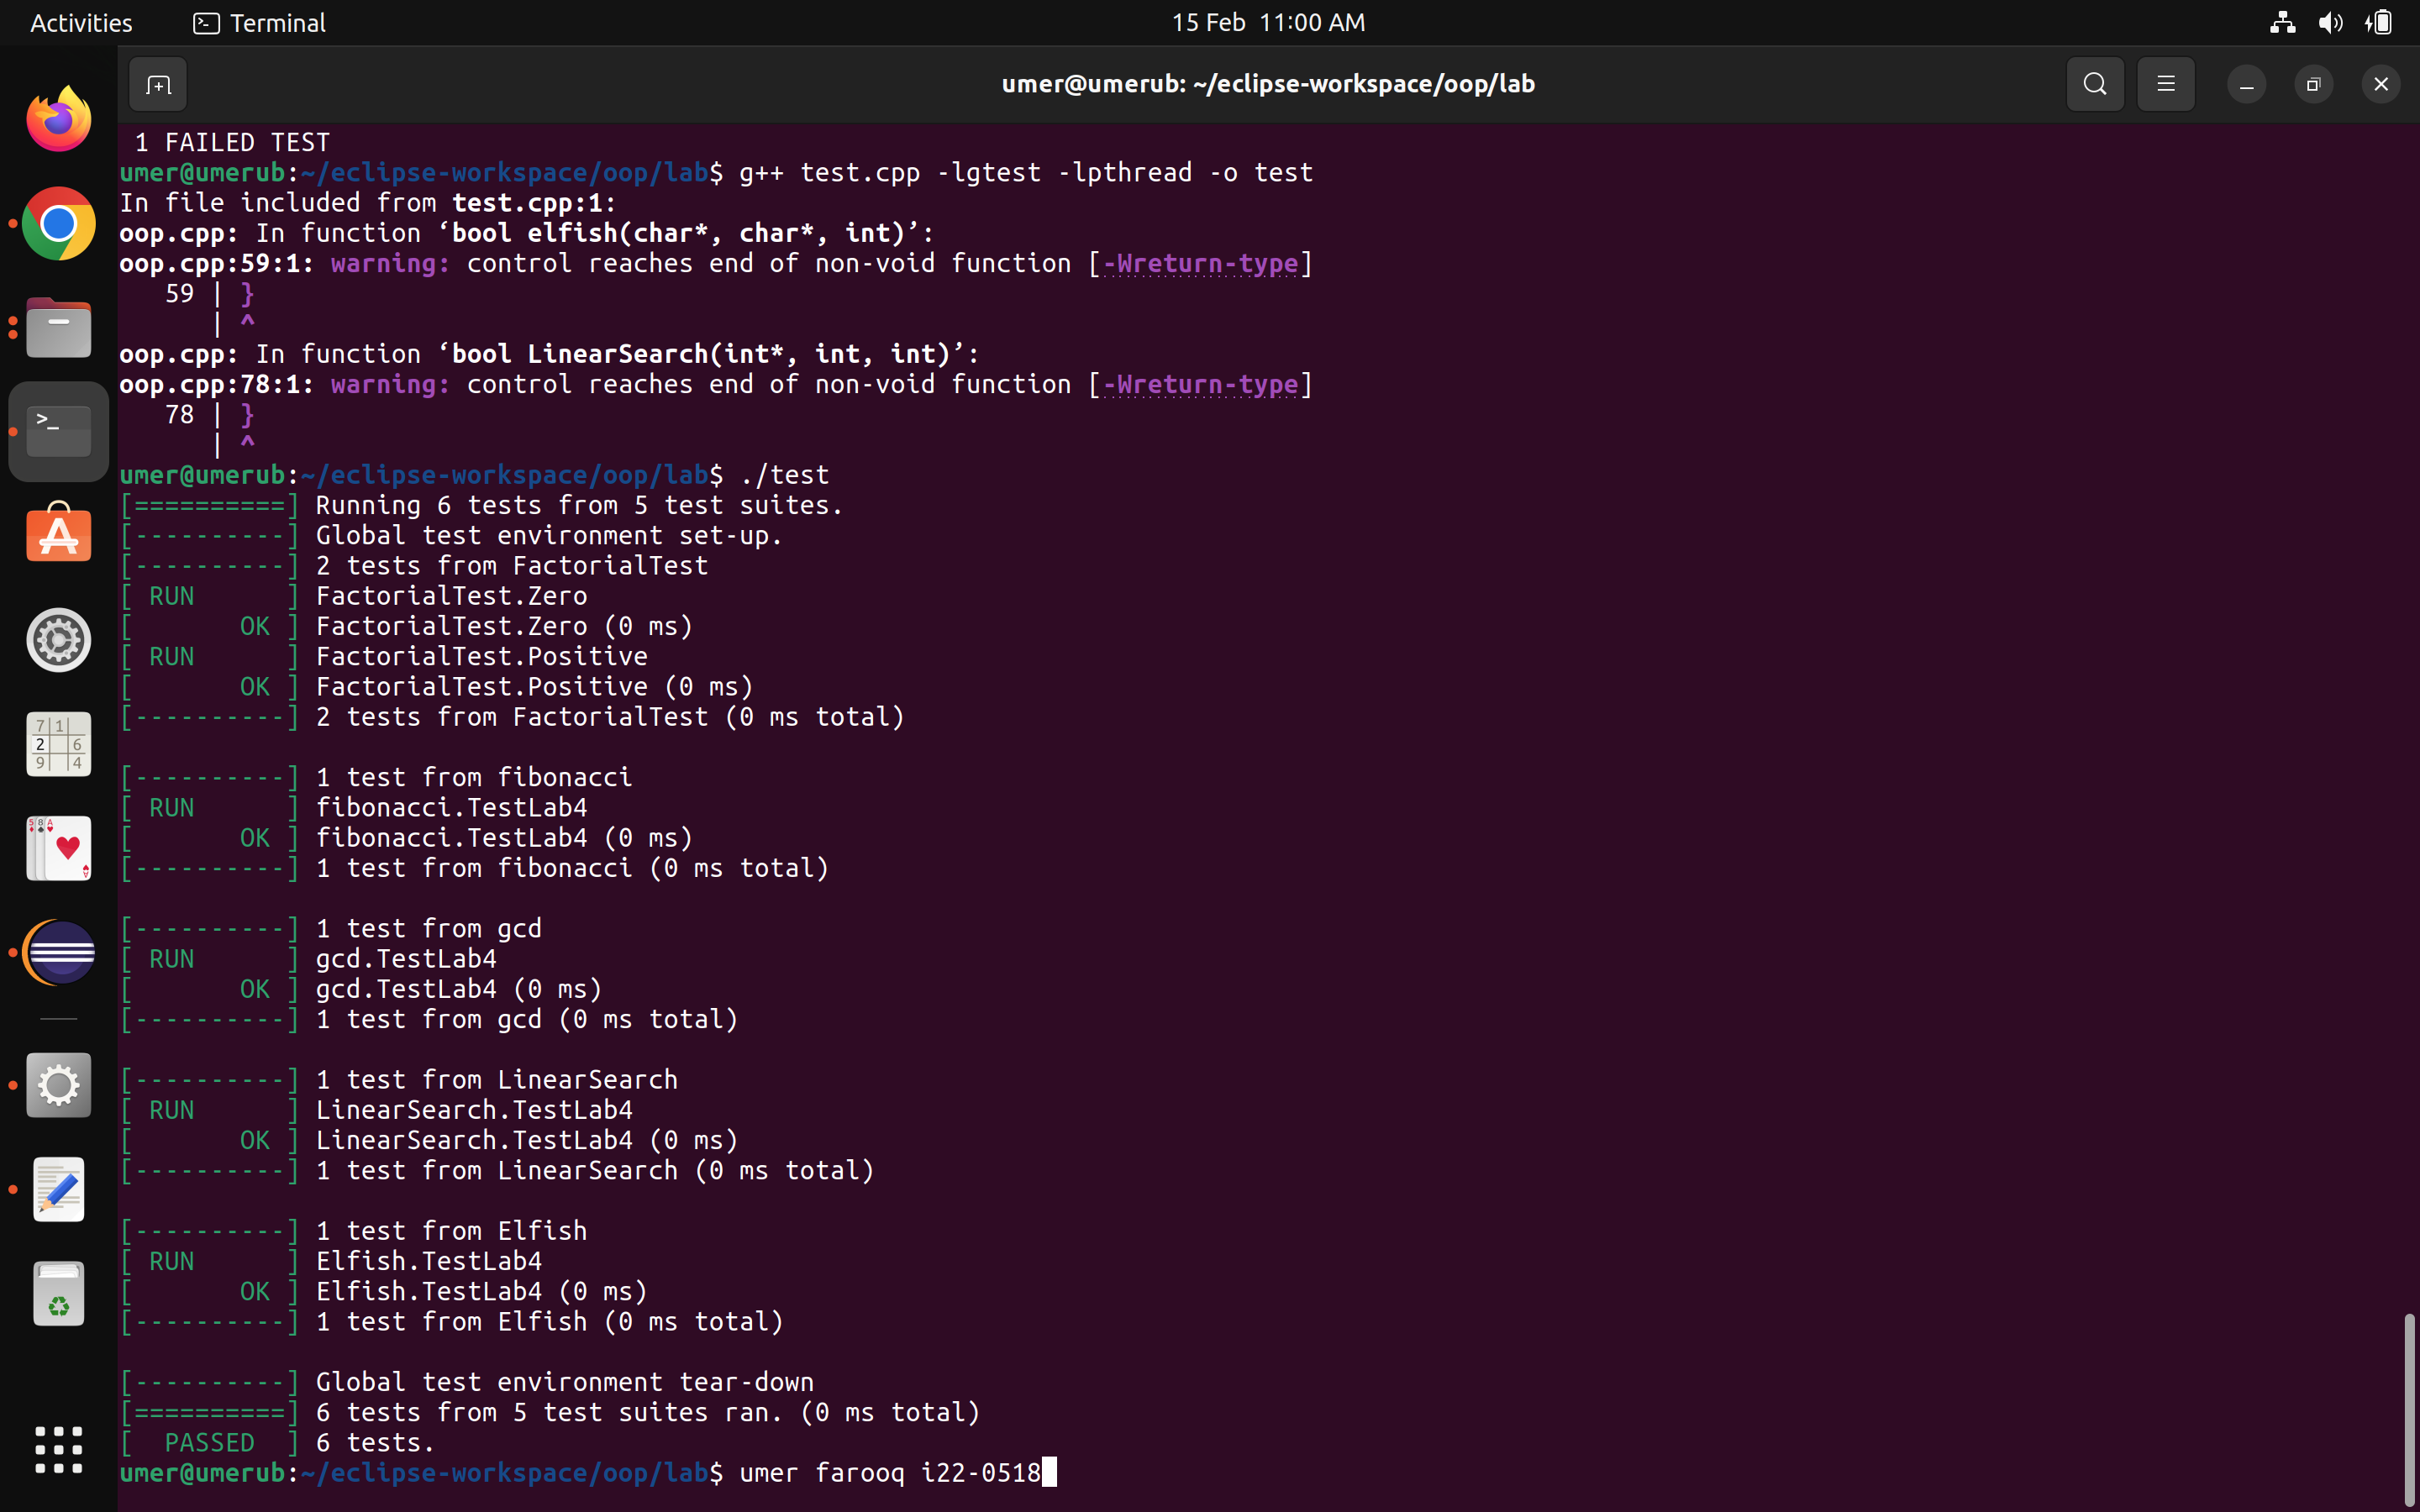 Activities Terminal 15 Feb 11:00 AM
umer@umerub: ~/eclipse-workspace/oop/lab
1 FAILED TEST
umer@umerub:~/eclipse-workspace/oop/lab$ g++ test.cpp -lgtest -lpthread -o test
In file included from test.cpp:1:
oop.cpp: In function ‘bool elfish(char*, char*, int)’:
oop.cpp:59:1: warning: control reaches end of non-void function [-Wreturn-type]
   59 | }
      | ^
oop.cpp: In function ‘bool LinearSearch(int*, int, int)’:
oop.cpp:78:1: warning: control reaches end of non-void function [-Wreturn-type]
   78 | }
      | ^
umer@umerub:~/eclipse-workspace/oop/lab$ ./test
[==========] Running 6 tests from 5 test suites.
[----------] Global test environment set-up.
[----------] 2 tests from FactorialTest
[ RUN      ] FactorialTest.Zero
[       OK ] FactorialTest.Zero (0 ms)
[ RUN      ] FactorialTest.Positive
[       OK ] FactorialTest.Positive (0 ms)
[----------] 2 tests from FactorialTest (0 ms total)

[----------] 1 test from fibonacci
[ RUN      ] fibonacci.TestLab4
[       OK ] fibonacci.TestLab4 (0 ms)
[----------] 1 test from fibonacci (0 ms total)

[----------] 1 test from gcd
[ RUN      ] gcd.TestLab4
[       OK ] gcd.TestLab4 (0 ms)
[----------] 1 test from gcd (0 ms total)

[----------] 1 test from LinearSearch
[ RUN      ] LinearSearch.TestLab4
[       OK ] LinearSearch.TestLab4 (0 ms)
[----------] 1 test from LinearSearch (0 ms total)

[----------] 1 test from Elfish
[ RUN      ] Elfish.TestLab4
[       OK ] Elfish.TestLab4 (0 ms)
[----------] 1 test from Elfish (0 ms total)

[----------] Global test environment tear-down
[==========] 6 tests from 5 test suites ran. (0 ms total)
[  PASSED  ] 6 tests.
umer@umerub:~/eclipse-workspace/oop/lab$ umer farooq i22-0518